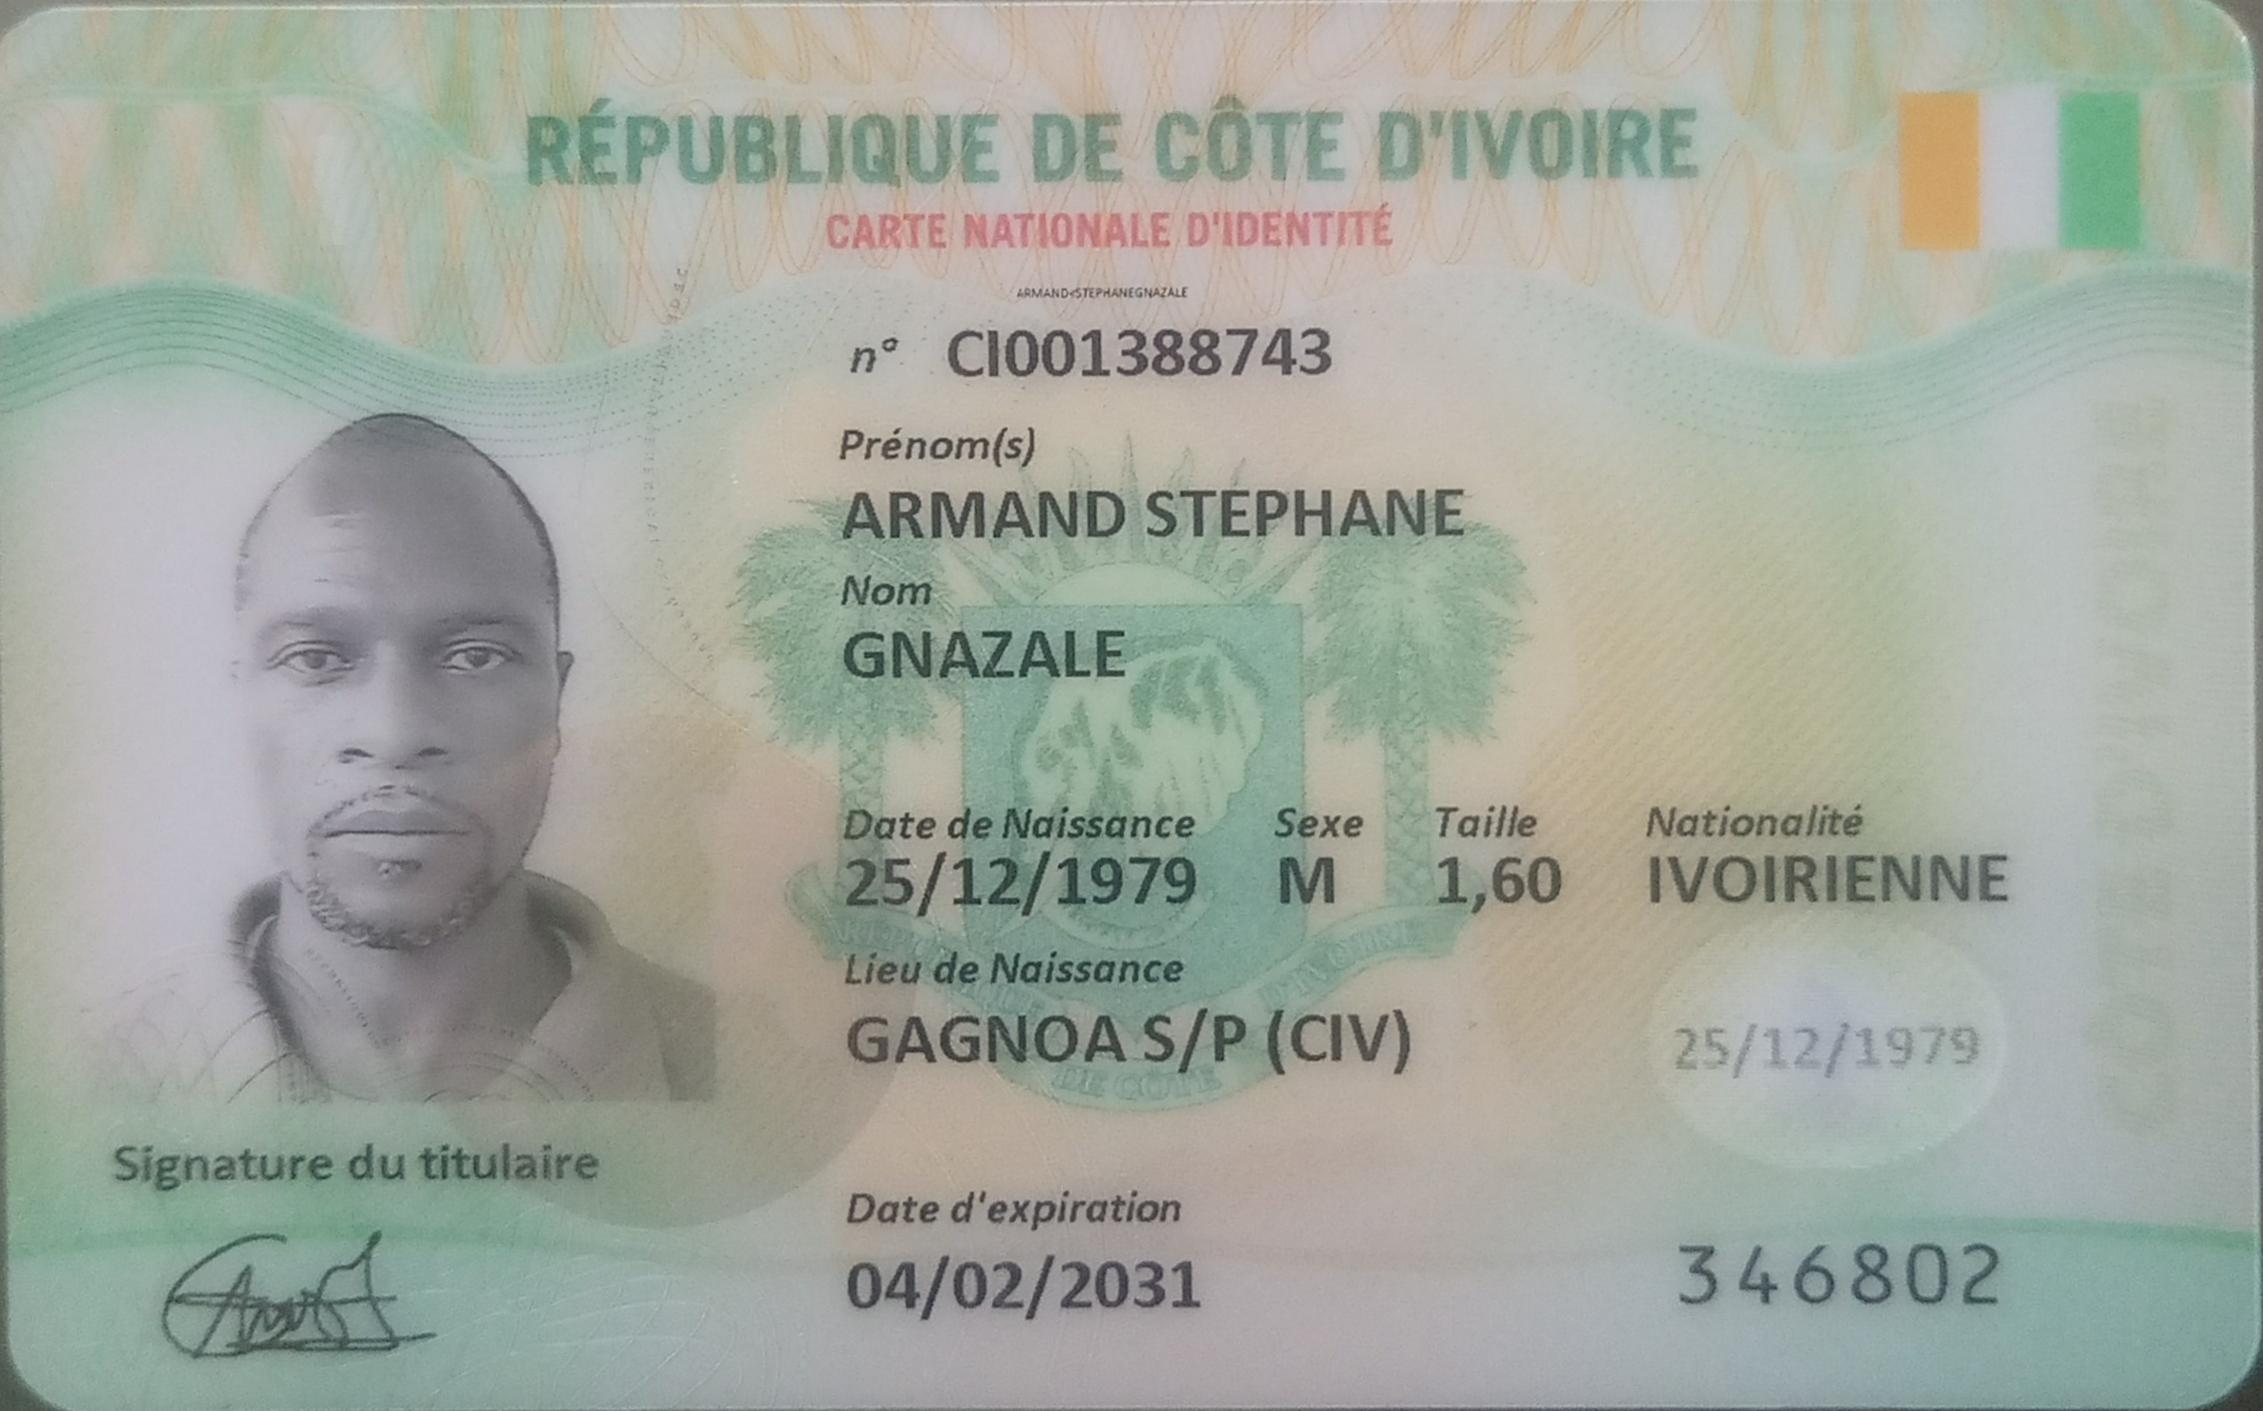 RÉPUBLIQUE DE CÔTE D'IVOIRE
CARTE NATIONALE D'IDENTITÉ
ARMAND<STEPHANEGNAZALE
n° CI001388743
Prénom(s)
ARMAND STEPHANE
Nom
GNAZALE
Date de Naissance Sexe Taille Nationalité
25/12/1979 M 1,60 IVOIRIENNE
Lieu de Naissance
GAGNOA S/P (CIV)
25/12/1979
DE CÔTE
Signature du titulaire
Date d'expiration
04/02/2031
346802